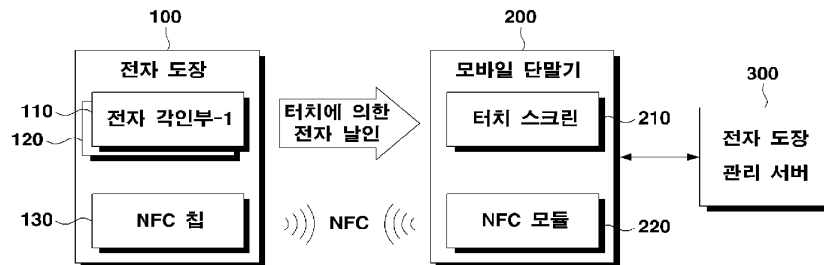 100
전자 도장
110
전자 각인부-1
120
130
NFC 칩
터치에 의한
전자 날인
NFC
200
모바일 단말기
터치 스크린
210
NFC 모듈
220
300
전자 도장
관리 서버